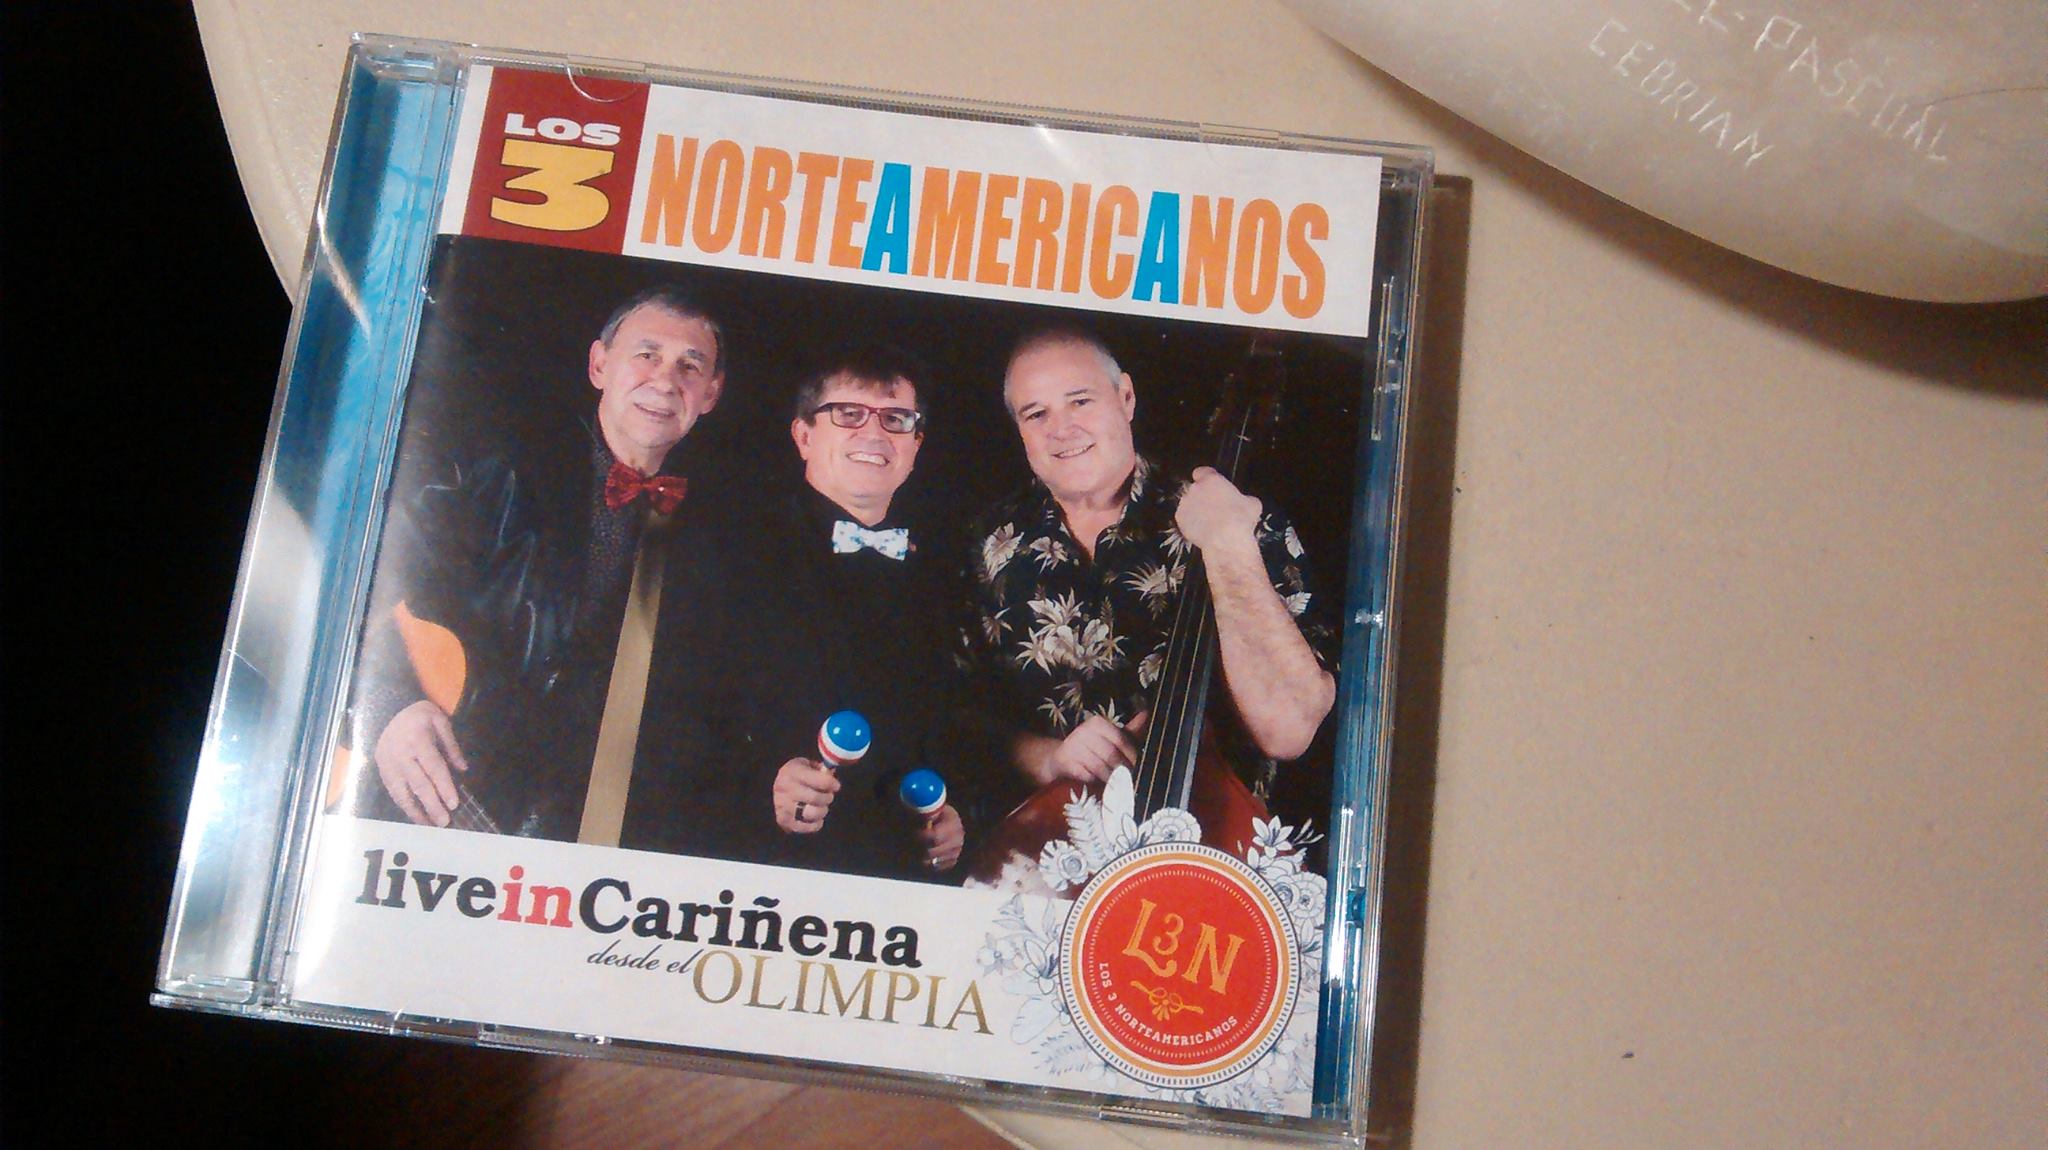 LOS
3
NORTEAMERICANOS
liveinCariñena
desde el OLIMPIA
L3N
LOS 3 NORTEAMERICANOS
PASCUAL
CEBRIAN